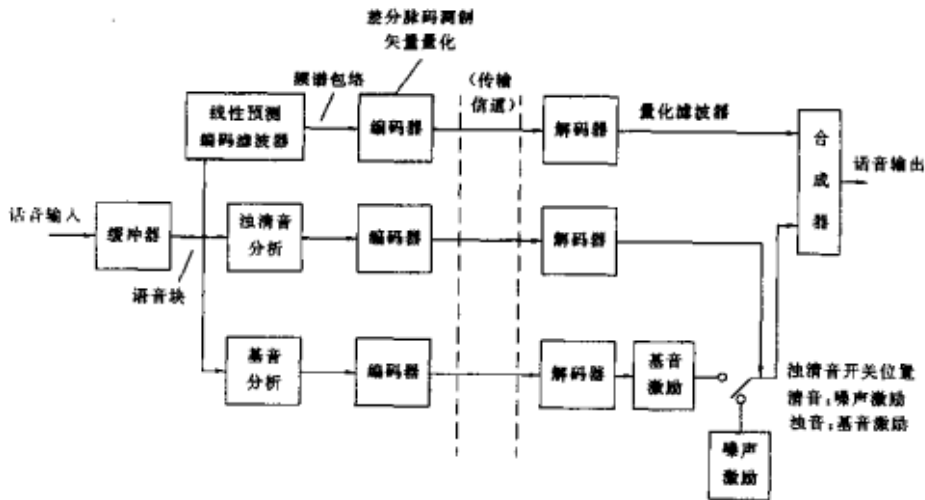 差分脉码调制
矢量量化
频谱包络
(传输
信道)
线性预测
编码滤波器
编码器
解码器
量化滤波器
合
成
器
话音输出
话音输入
缓冲器
语音块
浊清音
分析
编码器
解码器
基音
分析
编码器
解码器
基音
激励
浊清音开关位置
清音:噪声激励
浊音:基音激励
噪声
激励